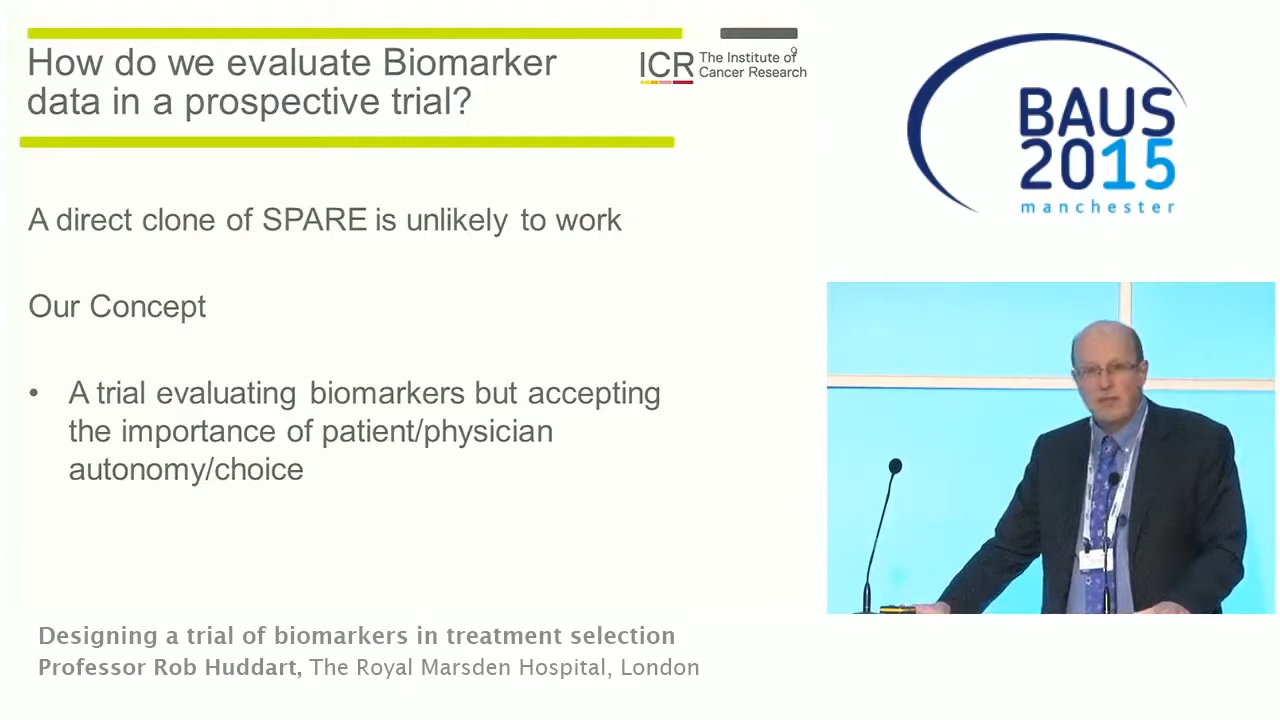 How do we evaluate Biomarker
data in a prospective trial?
ICR The Institute of
Cancer Research
9
A direct clone of SPARE is unlikely to work
Our Concept
• A trial evaluating biomarkers but accepting
the importance of patient/physician
autonomy/choice
BAUS
2015
manchester
Designing a trial of biomarkers in treatment selection
Professor Rob Huddart, The Royal Marsden Hospital, London